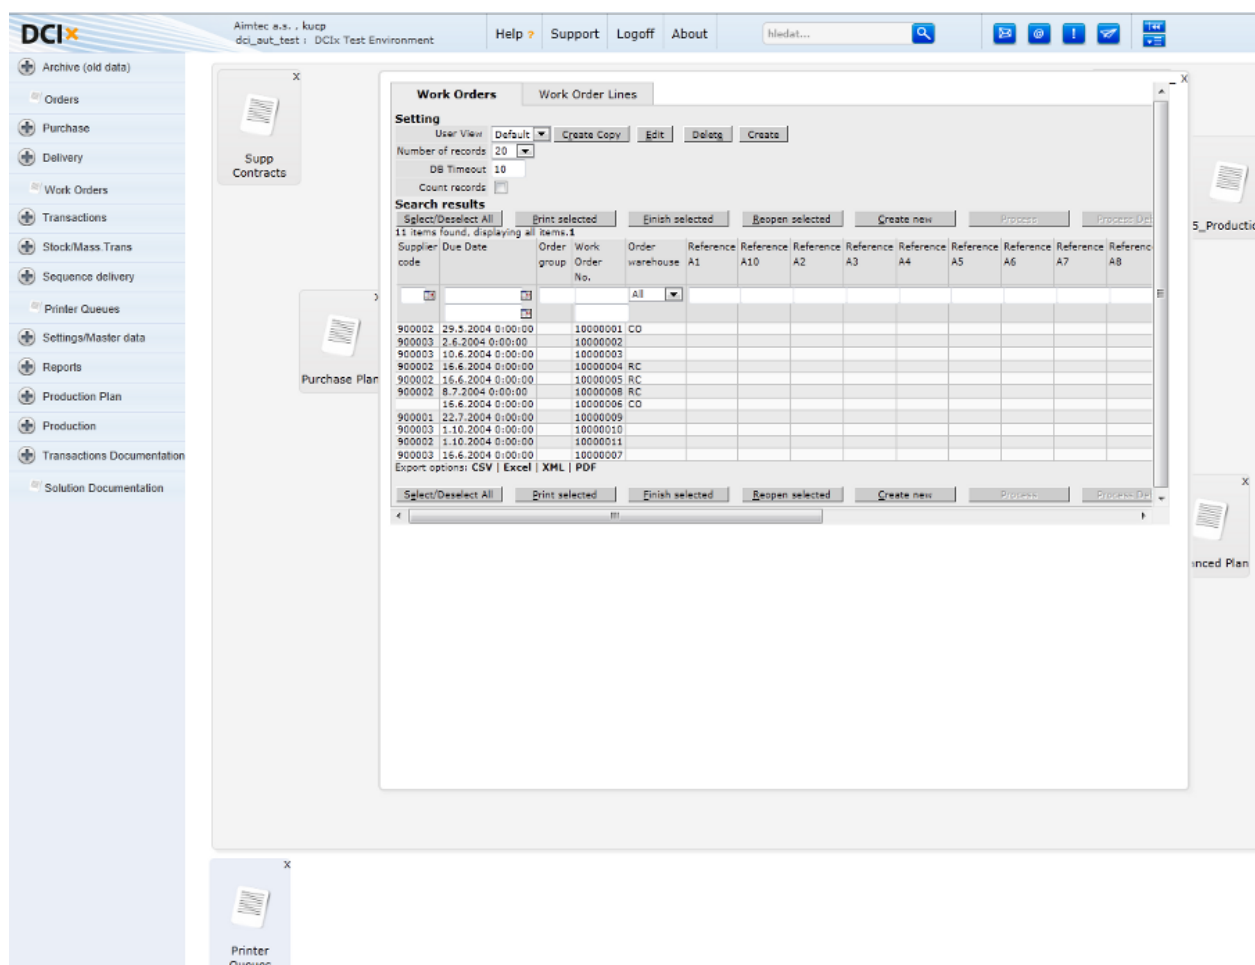 DCIx
Aimtec a.s. , kucp
dci_aut_test : DCIx Test Environment
Help ?
Support
Logoff
About
hledat...
Archive (old data)
Orders
Purchase
Delivery
Work Orders
Transactions
Stock/Mass Trans
Sequence delivery
Printer Queues
Settings/Master data
Reports
Production Plan
Production
Transactions Documentation
Solution Documentation
x
Supp
Contracts
Purchase Plan
5_Productio
x
nced Plan
x
Printer
Queues
_ x
Work Orders Work Order Lines
Setting
User View Default Create Copy Edit Delete Create
Number of records 20
DB Timeout 10
Count records
Search results
Select/Deselect All Print selected Finish selected Reopen selected Create new Process Process Del
11 items found, displaying all items.1
Supplier Due Date Order Work Order Reference Reference Reference Reference Reference Reference Reference Reference Referenc
code group Order warehouse A1 A10 A2 A3 A4 A5 A6 A7 A8
No.
All
900002 29.5.2004 0:00:00 10000001 CO
900003 2.6.2004 0:00:00 10000002
900003 10.6.2004 0:00:00 10000003
900002 16.6.2004 0:00:00 10000004 RC
900002 16.6.2004 0:00:00 10000005 RC
900002 8.7.2004 0:00:00 10000008 RC
16.6.2004 0:00:00 10000006 CO
900001 22.7.2004 0:00:00 10000009
900003 1.10.2004 0:00:00 10000010
900002 1.10.2004 0:00:00 10000011
900003 16.6.2004 0:00:00 10000007
Export options: CSV | Excel | XML | PDF
Select/Deselect All Print selected Finish selected Reopen selected Create new Process Process Del